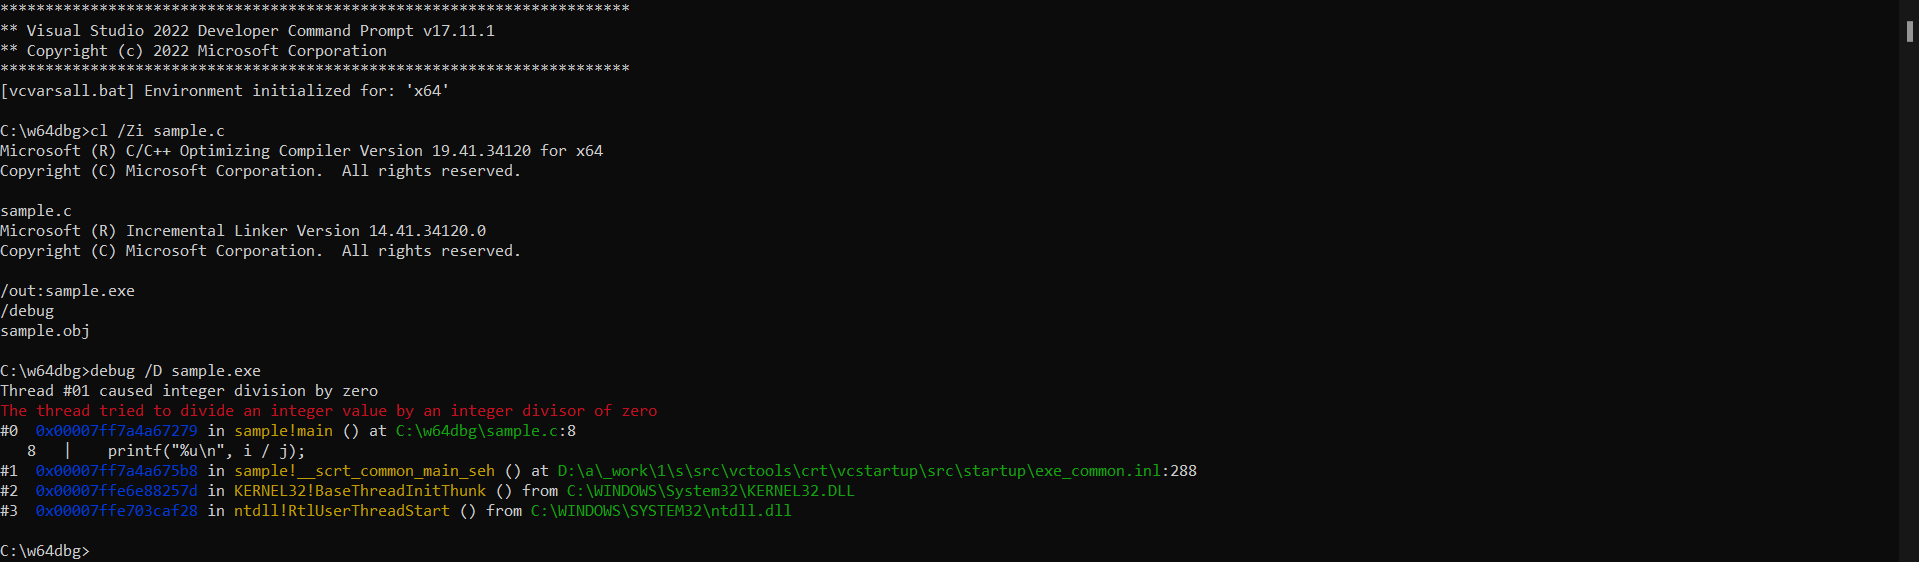 **********************************************************************
** Visual Studio 2022 Developer Command Prompt v17.11.1
** Copyright (c) 2022 Microsoft Corporation
**********************************************************************
[vcvarsall.bat] Environment initialized for: 'x64'
C:\w64dbg>cl /Zi sample.c
Microsoft (R) C/C++ Optimizing Compiler Version 19.41.34120 for x64
Copyright (C) Microsoft Corporation.  All rights reserved.
sample.c
Microsoft (R) Incremental Linker Version 14.41.34120.0
Copyright (C) Microsoft Corporation.  All rights reserved.
/out:sample.exe
/debug
sample.obj
C:\w64dbg>debug /D sample.exe
Thread #01 caused integer division by zero
The thread tried to divide an integer value by an integer divisor of zero
#0  0x00007ff7a4a67279 in sample!main () at C:\w64dbg\sample.c:8
   8   |    printf("%u\n", i / j);
#1  0x00007ff7a4a675b8 in sample!__scrt_common_main_seh () at D:\a\_work\1\s\src\vctools\crt\vcstartup\src\startup\exe_common.inl:288
#2  0x00007ffe6e88257d in KERNEL32!BaseThreadInitThunk () from C:\WINDOWS\System32\KERNEL32.DLL
#3  0x00007ffe703caf28 in ntdll!RtlUserThreadStart () from C:\WINDOWS\SYSTEM32\ntdll.dll
C:\w64dbg>